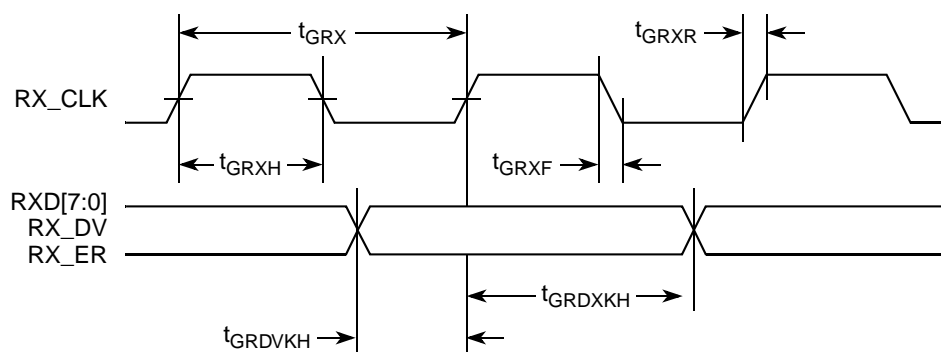 tGRX
tGRXR
RX_CLK
tGRXH
tGRXF
RXD[7:0]
RX_DV
RX_ER
tGRDXKH
tGRDVKH